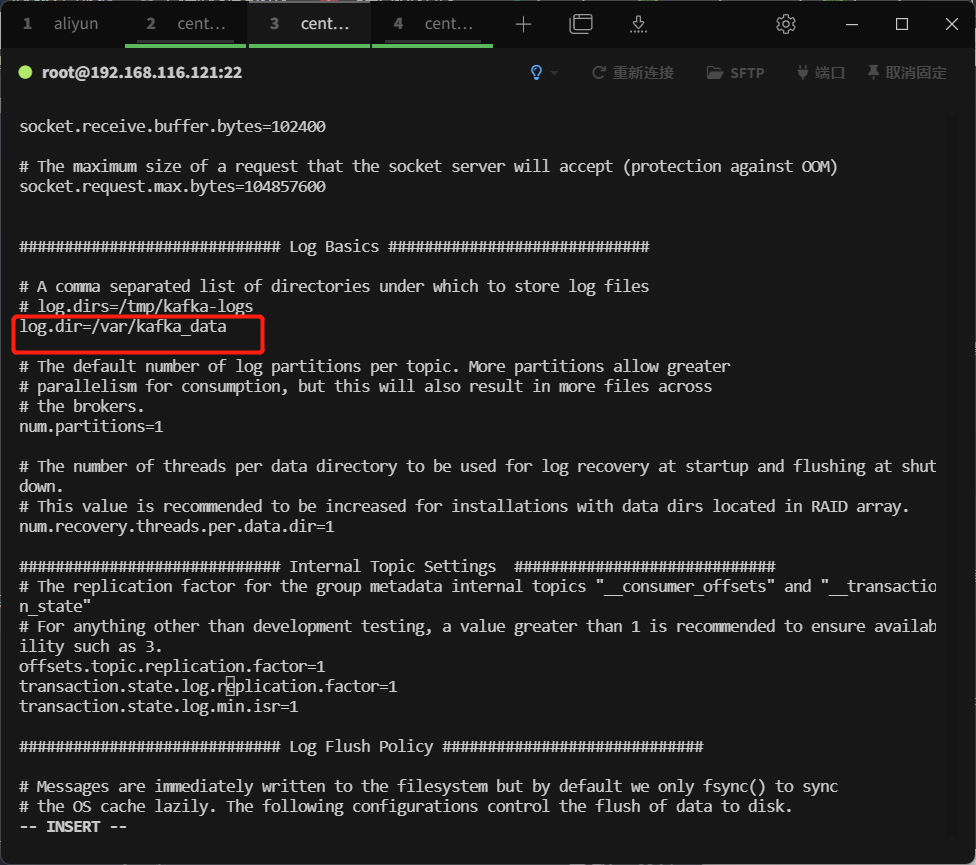 1 aliyun 2 cent... 3 cent... 4 cent...
root@192.168.116.121:22 重新连接 SFTP 端口 取消固定
socket.receive.buffer.bytes=102400
# The maximum size of a request that the socket server will accept (protection against OOM)
socket.request.max.bytes=104857600
############################# Log Basics #############################
# A comma separated list of directories under which to store log files
# log.dirs=/tmp/kafka-logs
log.dir=/var/kafka_data
# The default number of log partitions per topic. More partitions allow greater
# parallelism for consumption, but this will also result in more files across
# the brokers.
num.partitions=1
# The number of threads per data directory to be used for log recovery at startup and flushing at shut
down.
# This value is recommended to be increased for installations with data dirs located in RAID array.
num.recovery.threads.per.data.dir=1
############################# Internal Topic Settings  #############################
# The replication factor for the group metadata internal topics "__consumer_offsets" and "__transactio
n_state"
# For anything other than development testing, a value greater than 1 is recommended to ensure availab
ility such as 3.
offsets.topic.replication.factor=1
transaction.state.log.replication.factor=1
transaction.state.log.min.isr=1
############################# Log Flush Policy #############################
# Messages are immediately written to the filesystem but by default we only fsync() to sync
# the OS cache lazily. The following configurations control the flush of data to disk.
-- INSERT --